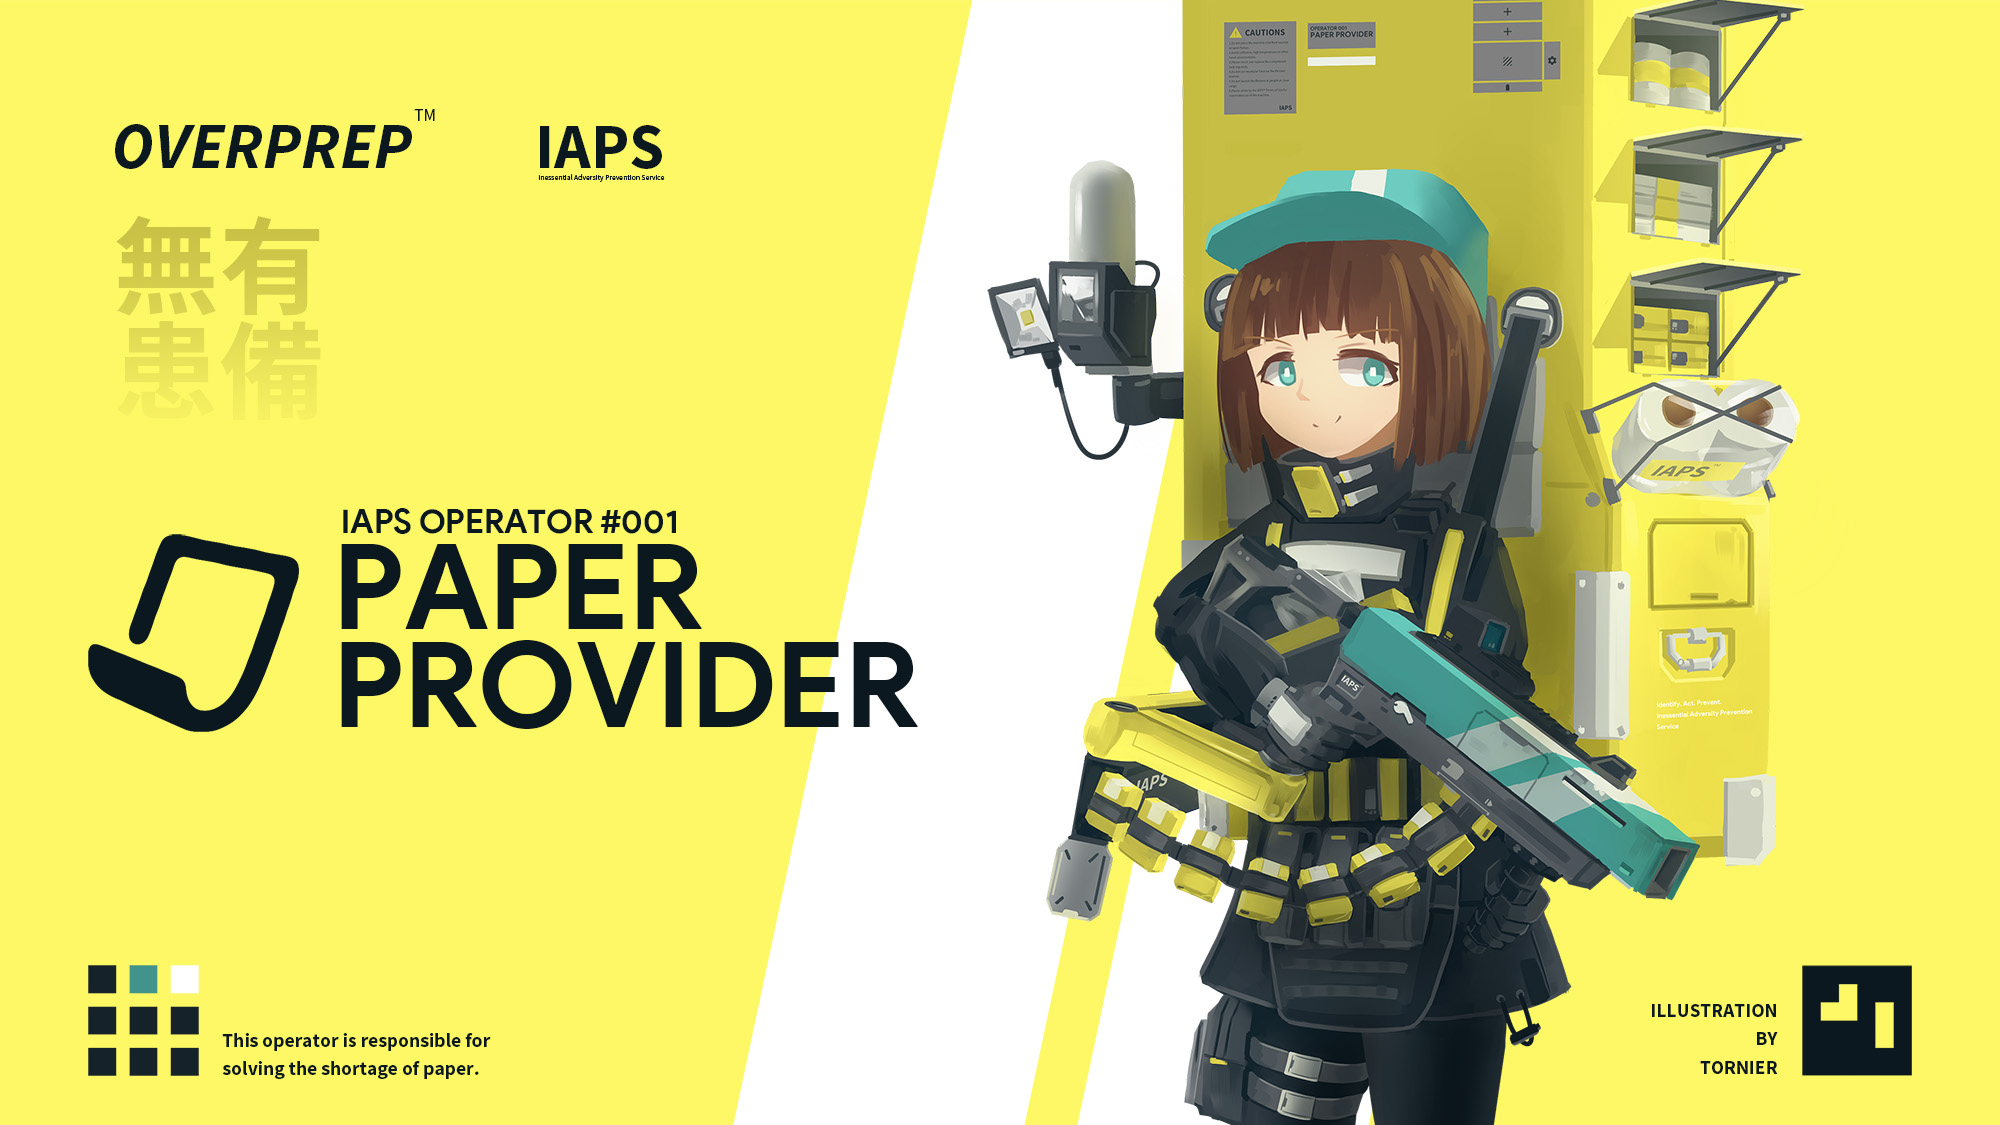 OVERPREP™
IAPS
Inessential Adversity Prevention Service
有備
無患
IAPS OPERATOR #001
PAPER
PROVIDER
This operator is responsible for
solving the shortage of paper.
CAUTIONS
IAPS
OPERATOR 001
PAPER PROVIDER
IAPS™
IAPS
IAPS
Identify. Act. Prevent.
Inessential Adversity Prevention
Service
ILLUSTRATION
BY
TORNIER